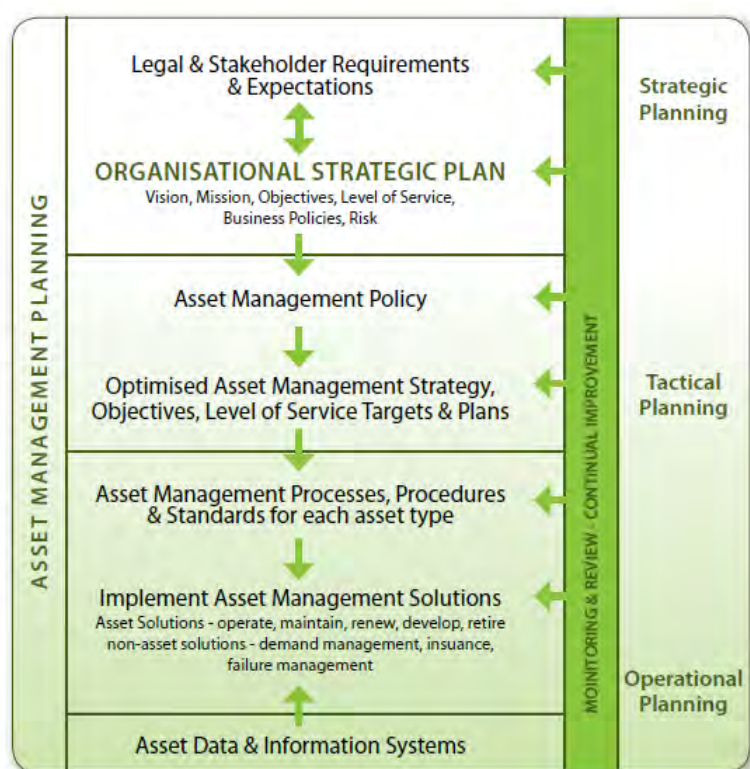 ASSET MANAGEMENT PLANNING
Legal & Stakeholder Requirements
& Expectations
ORGANISATIONAL STRATEGIC PLAN
Vision, Mission, Objectives, Level of Service,
Business Policies, Risk
Asset Management Policy
Optimised Asset Management Strategy,
Objectives, Level of Service Targets & Plans
Asset Management Processes, Procedures
& Standards for each asset type
Implement Asset Management Solutions
Asset Solutions - operate, maintain, renew, develop, retire
non-asset solutions - demand management, insuance,
failure management
Asset Data & Information Systems
MOINITORING & REVIEW - CONTINUAL IMPROVEMENT
Strategic
Planning
Tactical
Planning
Operational
Planning